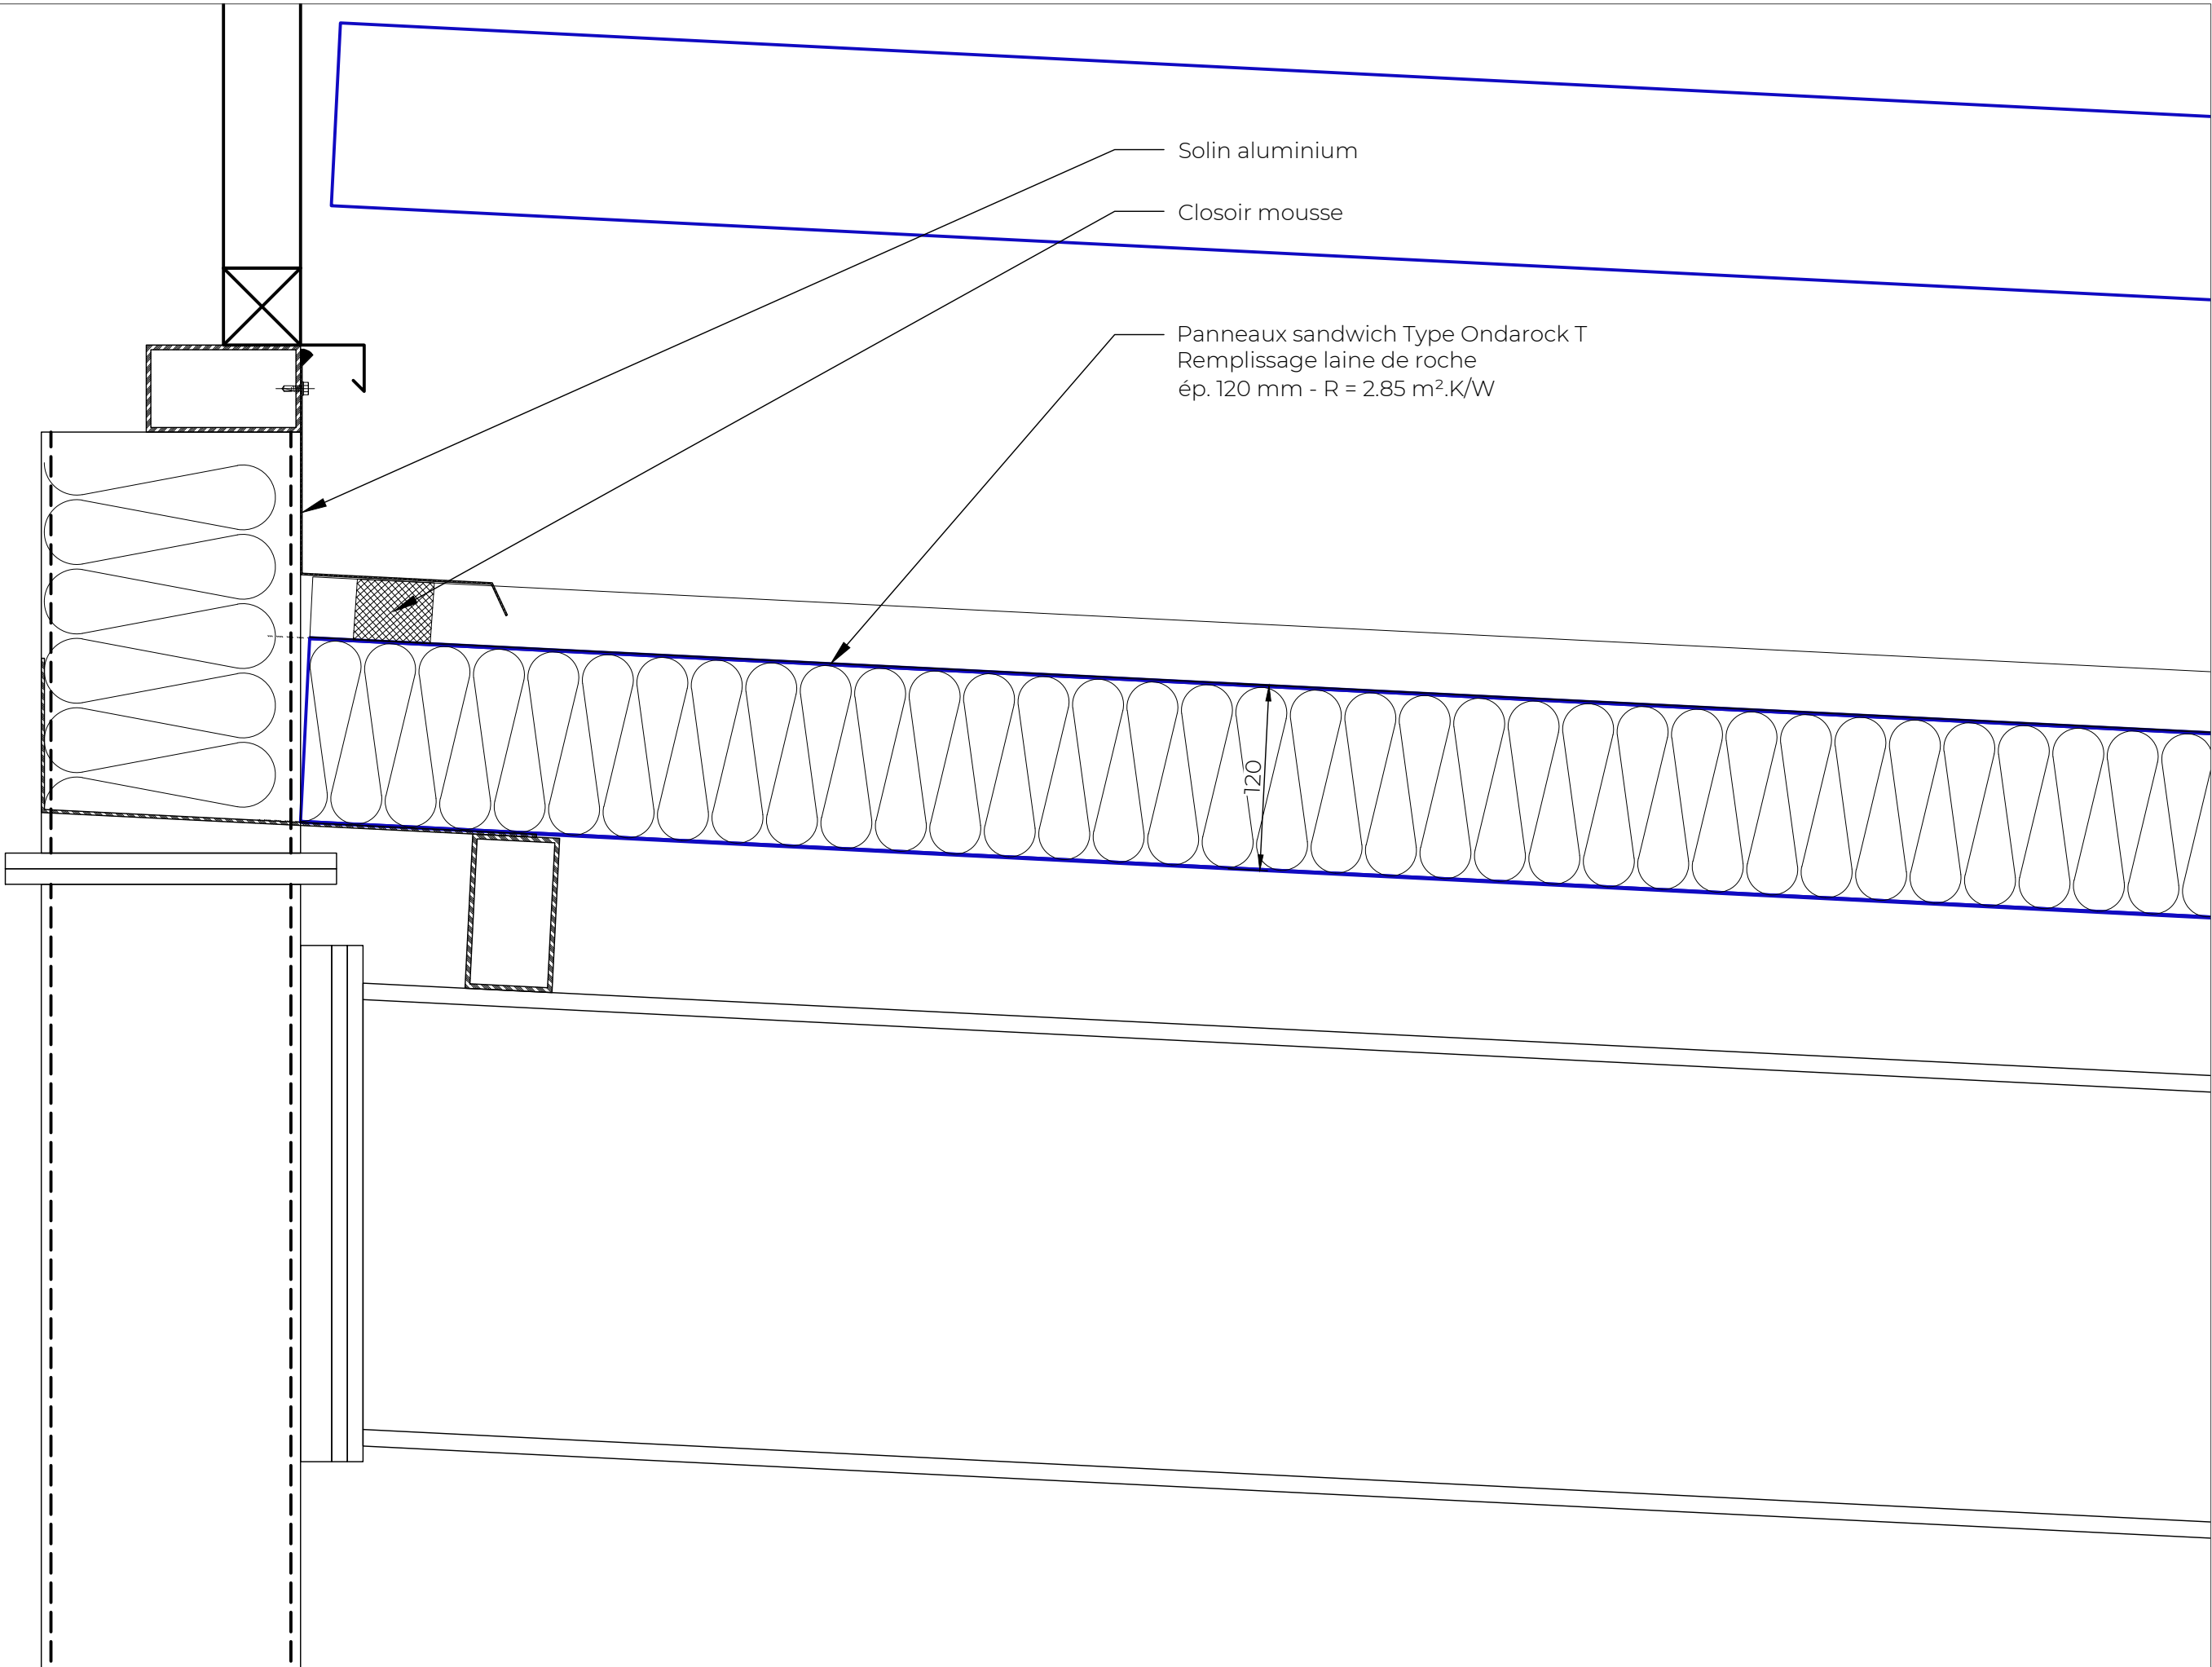 Solin aluminium
Closoir mousse
Panneaux sandwich Type Ondarock T
Remplissage laine de roche
ép. 120 mm - R = 2.85 m².K/W
120